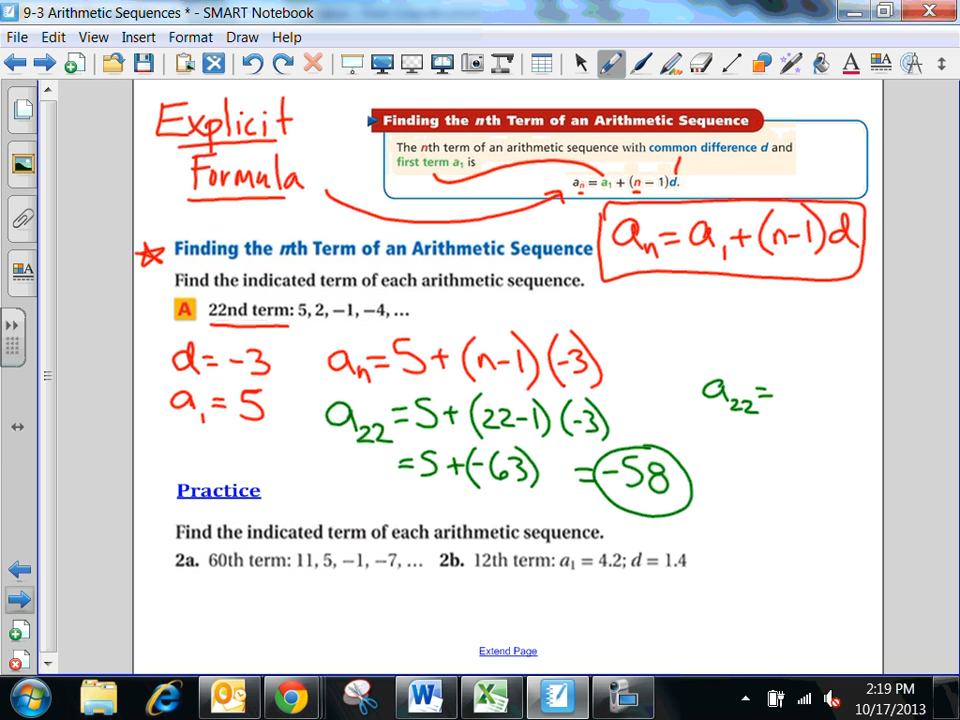 9-3 Arithmetic Sequences * - SMART Notebook
File Edit View Insert Format Draw Help
Explicit
Formula
Finding the nth Term of an Arithmetic Sequence
The nth term of an arithmetic sequence with common difference d and
first term a₁ is
aₙ = a₁ + (n − 1)d.
aₙ = a₁ + (n−1)d
Finding the nth Term of an Arithmetic Sequence
Find the indicated term of each arithmetic sequence.
A 22nd term: 5, 2, −1, −4, …
d = −3
a₁ = 5
aₙ = 5 + (n−1)(−3)
a₂₂ = 5 + (22−1)(−3)
= 5 + (−63) = −58
a₂₂ =
Practice
Find the indicated term of each arithmetic sequence.
2a. 60th term: 11, 5, −1, −7, … 2b. 12th term: a₁ = 4.2; d = 1.4
Extend Page
2:19 PM
10/17/2013